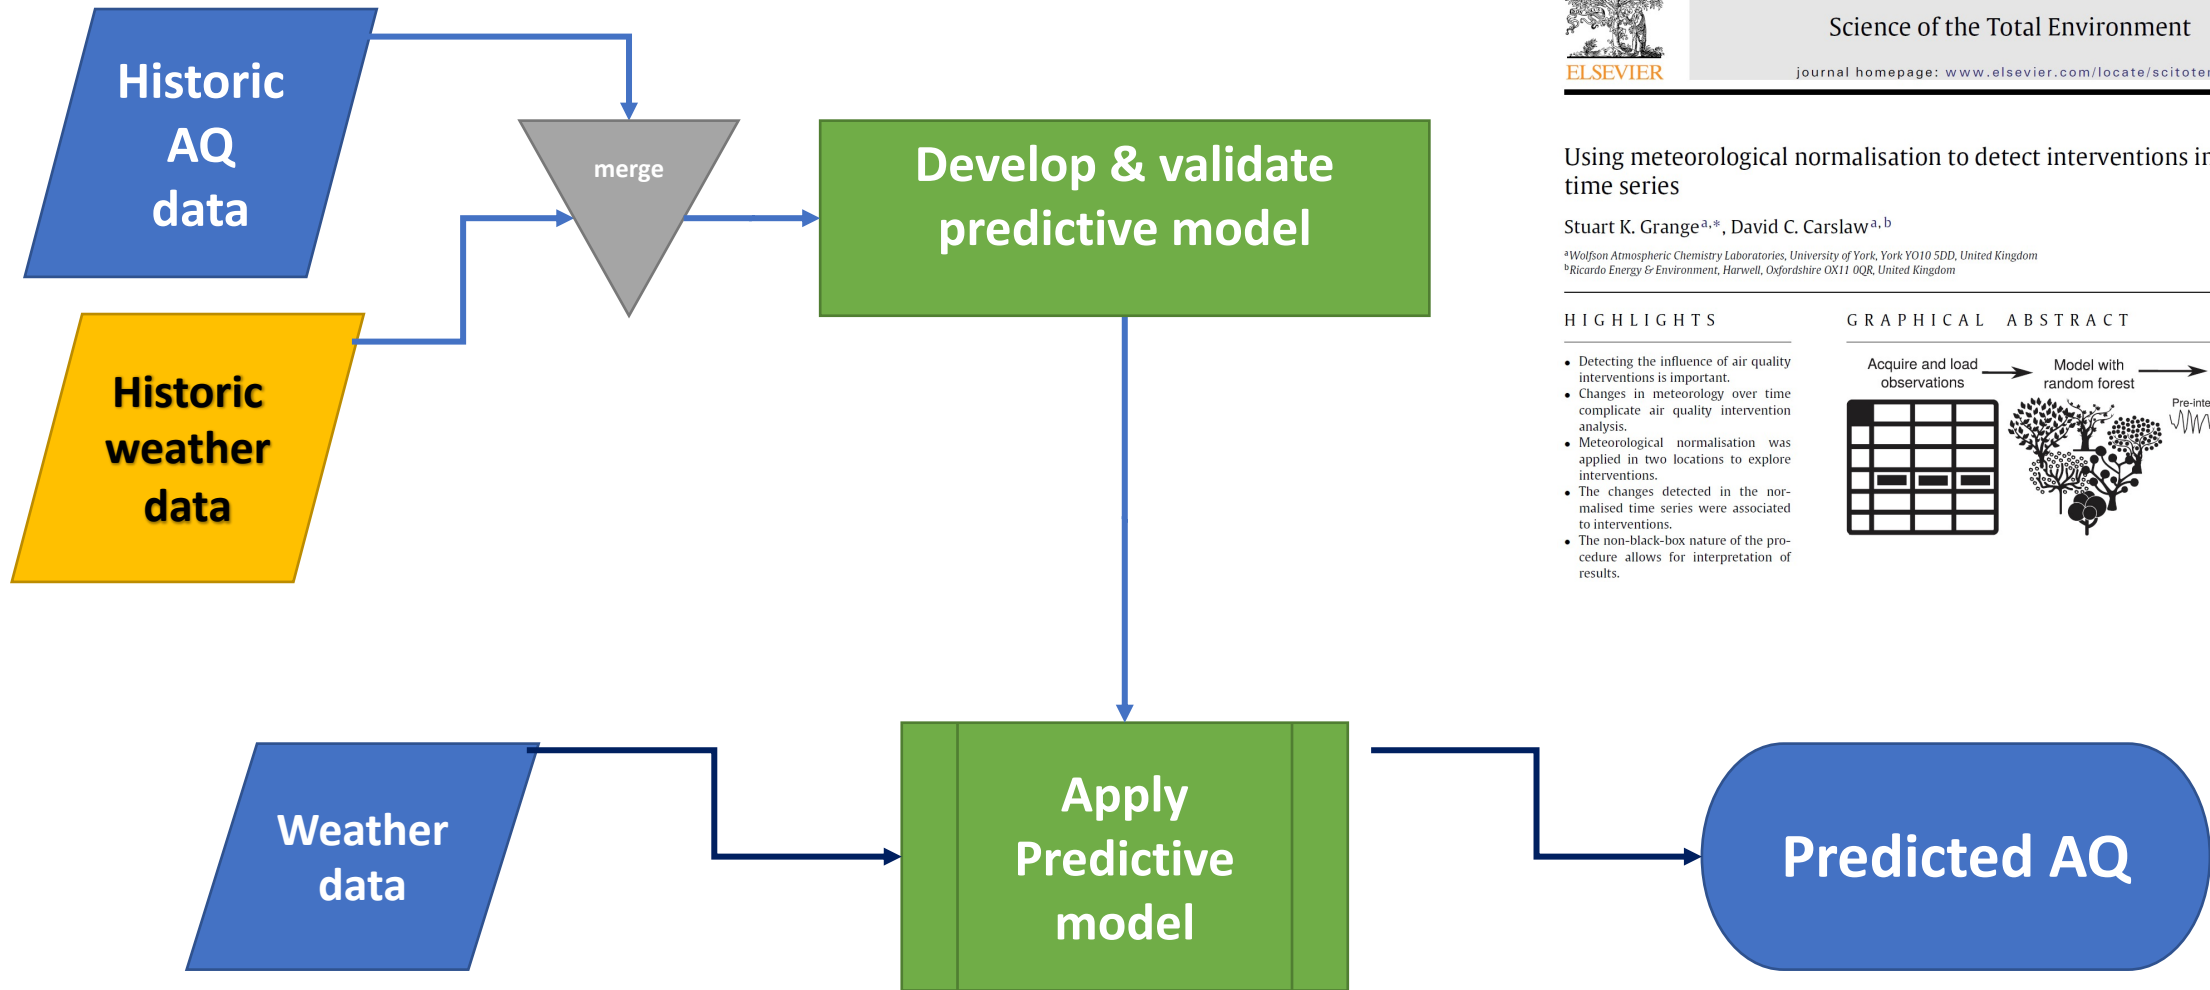 Historic
AQ
data
merge
Develop & validate
predictive model
Historic
weather
data
Weather
data
Apply
Predictive
model
Predicted AQ
ELSEVIER
Science of the Total Environment
journal homepage: www.elsevier.com/locate/scitoten
Using meteorological normalisation to detect interventions in
time series
Stuart K. Grange a,*, David C. Carslaw a,b
a Wolfson Atmospheric Chemistry Laboratories, University of York, York YO10 5DD, United Kingdom
b Ricardo Energy & Environment, Harwell, Oxfordshire OX11 0QR, United Kingdom
HIGHLIGHTS
• Detecting the influence of air quality
interventions is important.
• Changes in meteorology over time
complicate air quality intervention
analysis.
• Meteorological normalisation was
applied in two locations to explore
interventions.
• The changes detected in the nor-
malised time series were associated
to interventions.
• The non-black-box nature of the pro-
cedure allows for interpretation of
results.
GRAPHICAL ABSTRACT
Acquire and load
observations
Model with
random forest
Pre-inte